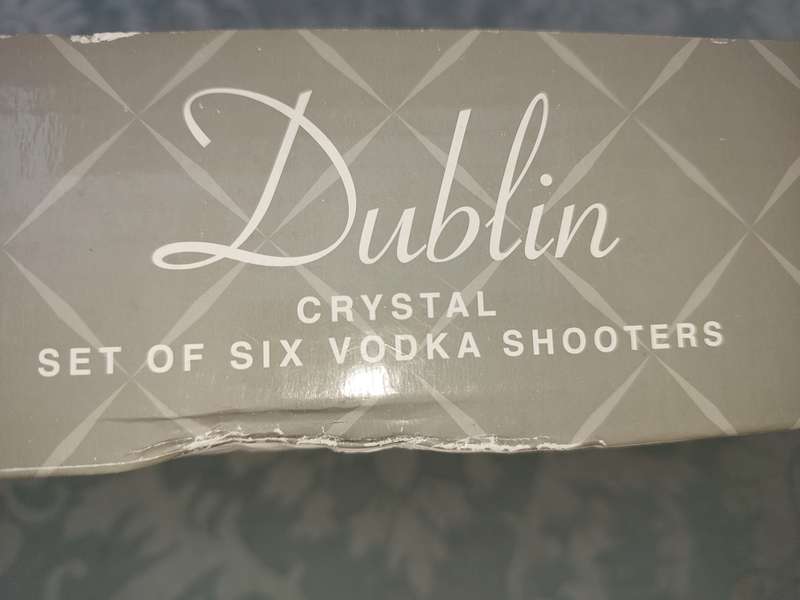 Dublin
CRYSTAL
SET OF SIX VODKA SHOOTERS